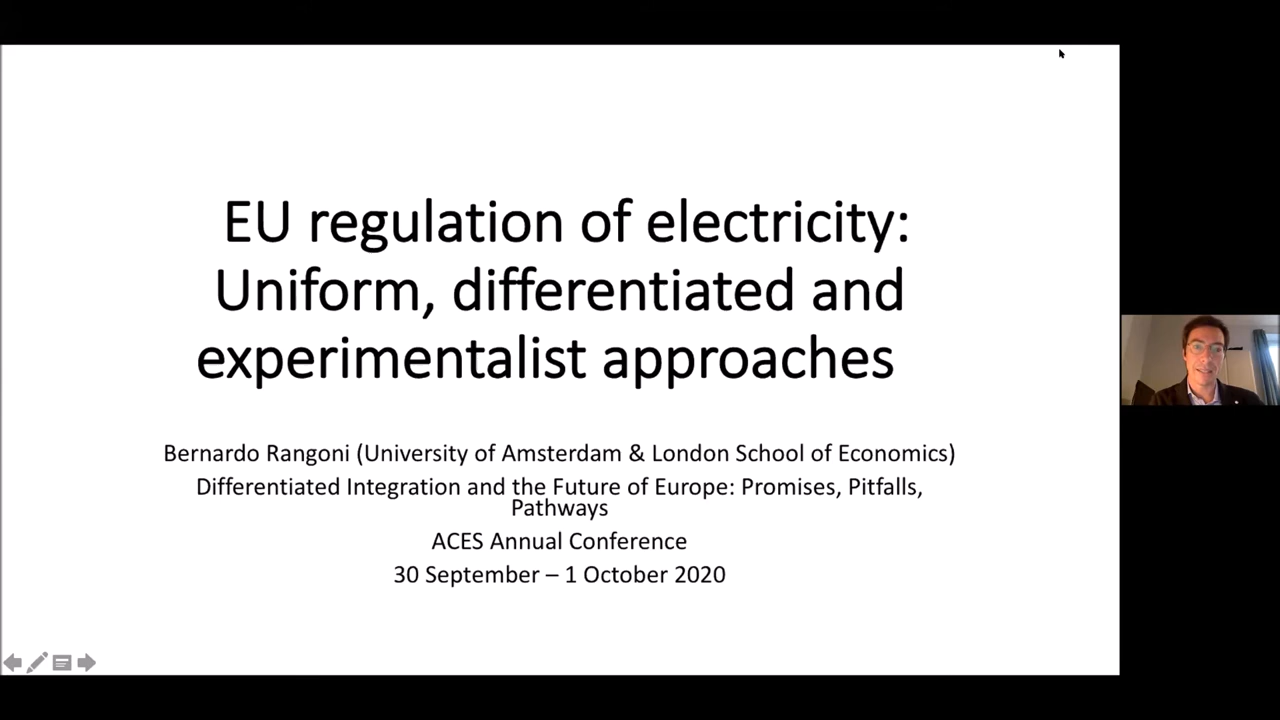 EU regulation of electricity:
Uniform, differentiated and
experimentalist approaches
Bernardo Rangoni (University of Amsterdam & London School of Economics)
Differentiated Integration and the Future of Europe: Promises, Pitfalls,
Pathways
ACES Annual Conference
30 September – 1 October 2020